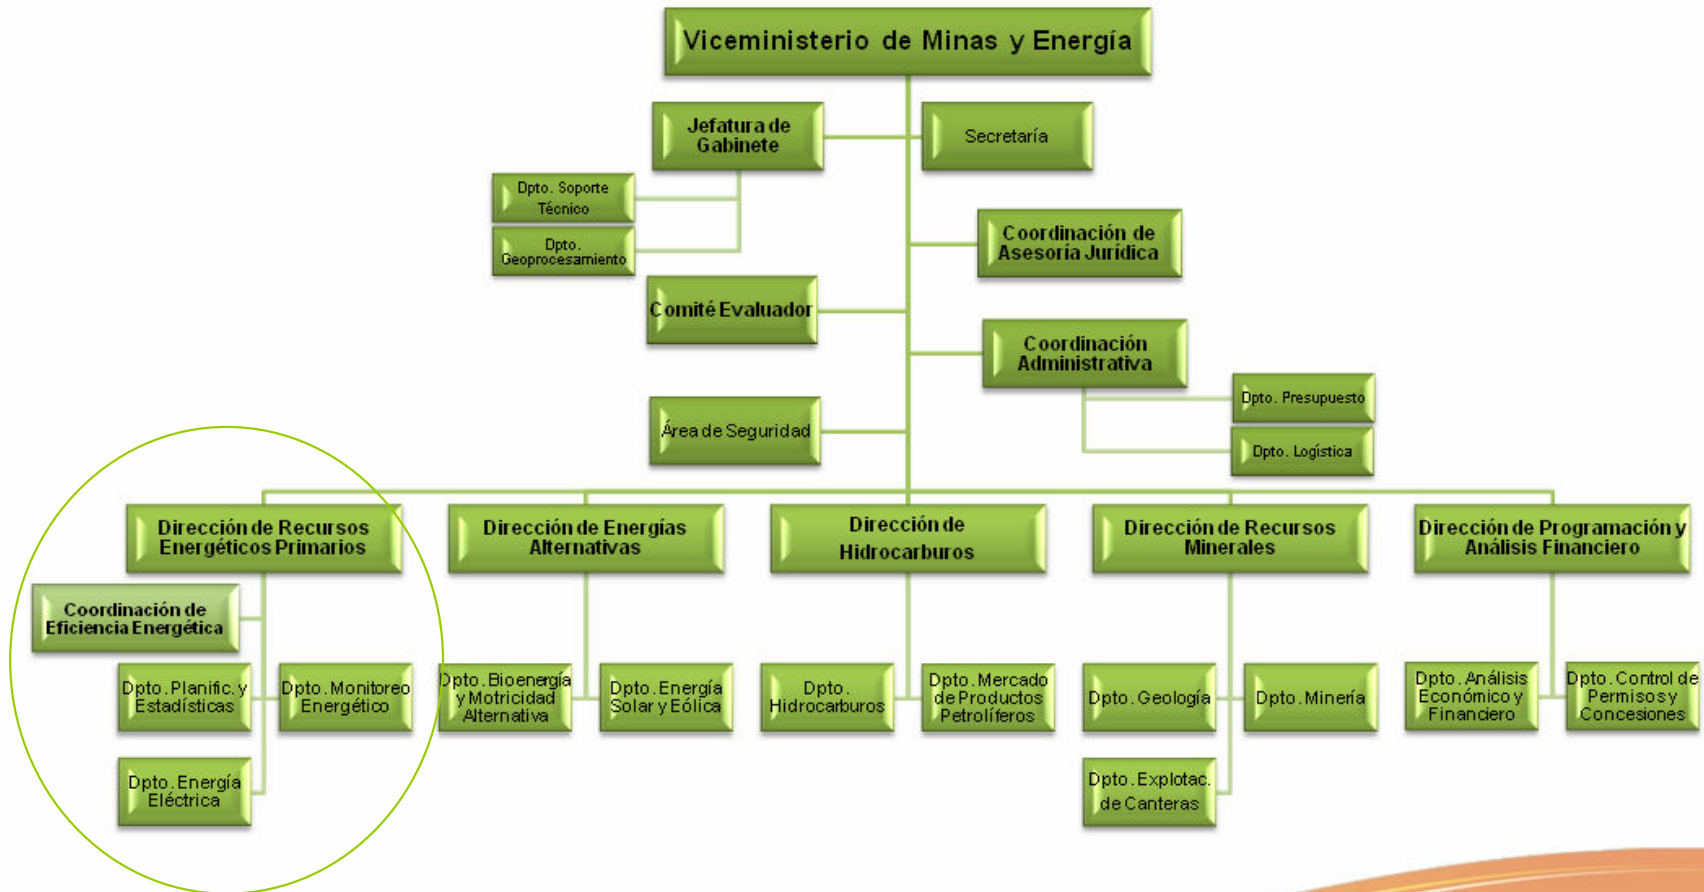 Viceministerio de Minas y Energía
Jefatura de
Gabinete
Secretaría
Dpto. Soporte
Técnico
Dpto.
Geoprocesamiento
Coordinación de
Asesoría Jurídica
Comité Evaluador
Coordinación
Administrativa
Dpto. Presupuesto
Dpto. Logística
Área de Seguridad
Dirección de Recursos
Energéticos Primarios
Dirección de Energías
Alternativas
Dirección de
Hidrocarburos
Dirección de Recursos
Minerales
Dirección de Programación y
Análisis Financiero
Coordinación de
Eficiencia Energética
Dpto. Planific. y
Estadísticas
Dpto. Monitoreo
Energético
Dpto. Energía
Eléctrica
Dpto. Bioenergía
y Motricidad
Alternativa
Dpto. Energía
Solar y Eólica
Dpto.
Hidrocarburos
Dpto. Mercado
de Productos
Petrolíferos
Dpto. Geología
Dpto. Minería
Dpto. Explotac.
de Canteras
Dpto. Análisis
Económico y
Financiero
Dpto. Control de
Permisos y
Concesiones